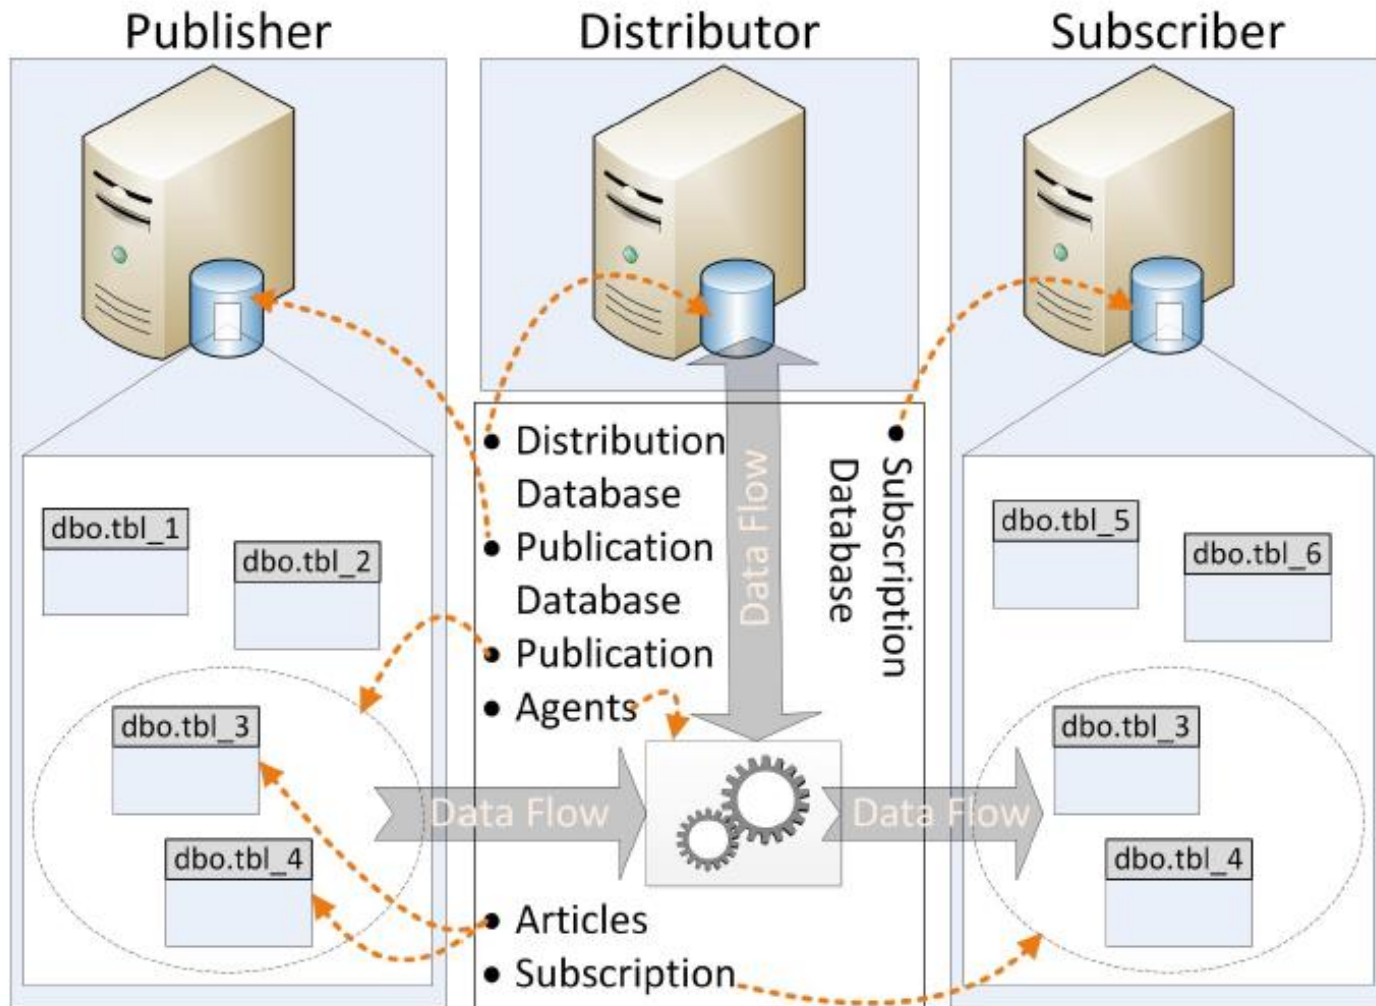 Publisher
Distributor
Subscriber
dbo.tbl_1
dbo.tbl_2
dbo.tbl_3
dbo.tbl_4
• Distribution
Database
• Publication
Database
• Publication
• Agents
Data Flow
• Subscription
Database
Data Flow
Data Flow
• Articles
• Subscription
dbo.tbl_5
dbo.tbl_6
dbo.tbl_3
dbo.tbl_4